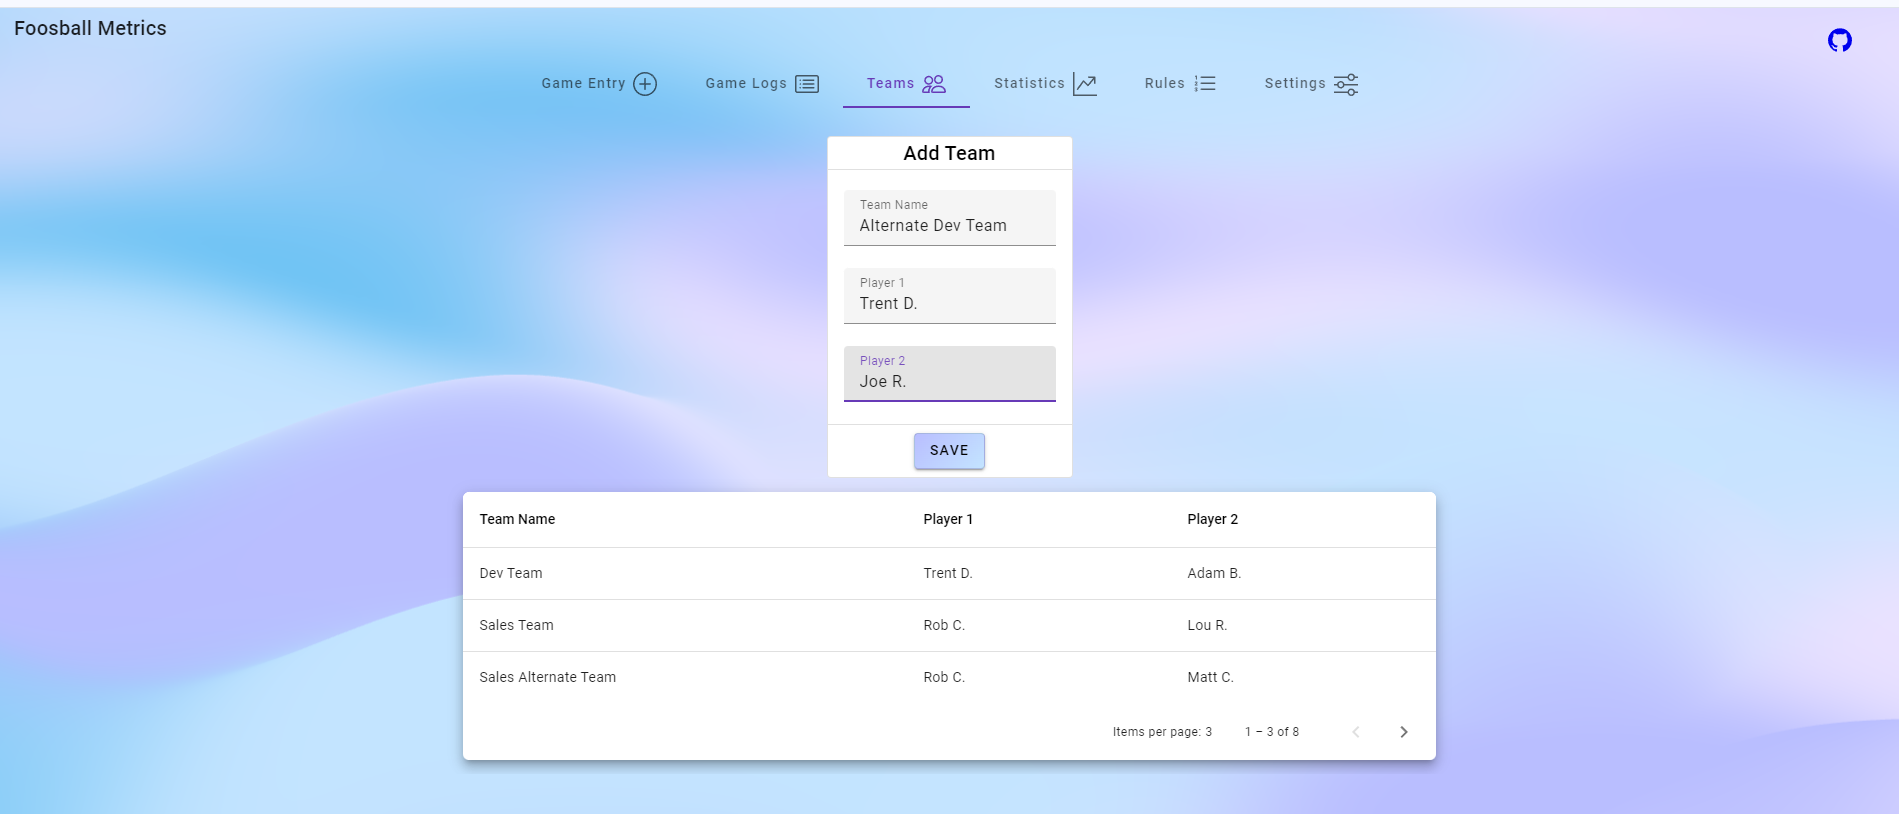 Foosball Metrics
Game Entry Game Logs Teams Statistics Rules Settings
Add Team
Team Name
Alternate Dev Team
Player 1
Trent D.
Player 2
Joe R.
SAVE
Team Name Player 1 Player 2
Dev Team Trent D. Adam B.
Sales Team Rob C. Lou R.
Sales Alternate Team Rob C. Matt C.
Items per page: 3 1 – 3 of 8